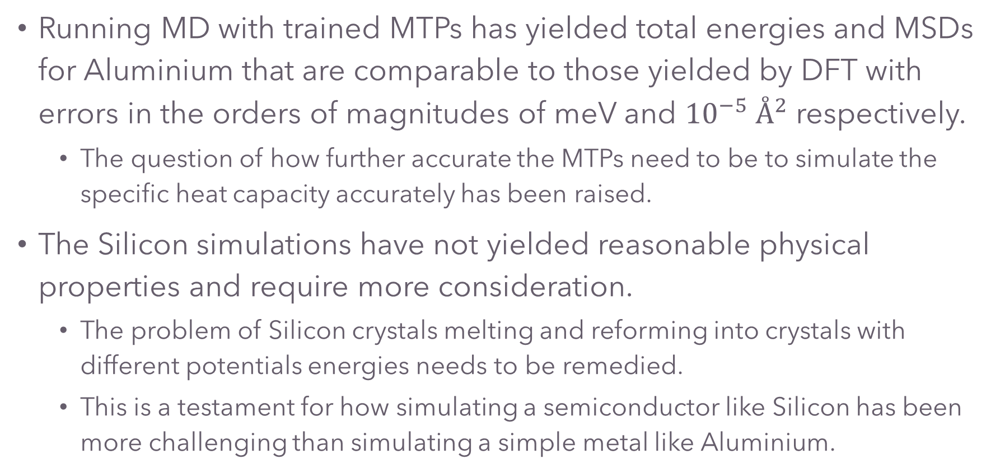 • Running MD with trained MTPs has yielded total energies and MSDs
for Aluminium that are comparable to those yielded by DFT with
errors in the orders of magnitudes of meV and 10⁻⁵ Å² respectively.
• The question of how further accurate the MTPs need to be to simulate the
specific heat capacity accurately has been raised.
• The Silicon simulations have not yielded reasonable physical
properties and require more consideration.
• The problem of Silicon crystals melting and reforming into crystals with
different potentials energies needs to be remedied.
• This is a testament for how simulating a semiconductor like Silicon has been
more challenging than simulating a simple metal like Aluminium.